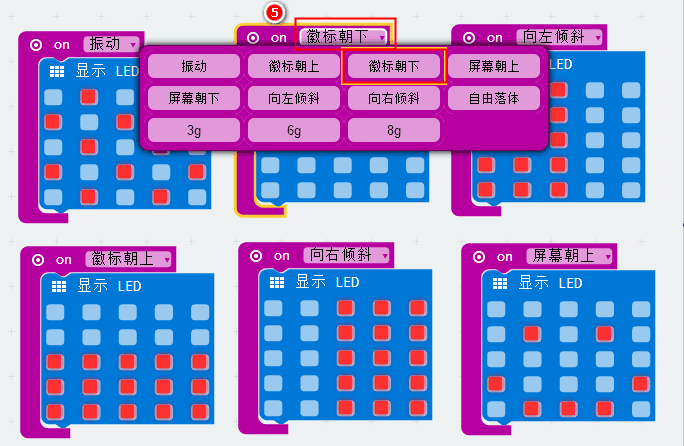 5
on 振动
on 徽标朝下
on 向左倾斜
显示 LED
LED
振动 徽标朝上 徽标朝下 屏幕朝上
屏幕朝下 向左倾斜 向右倾斜 自由落体
3g 6g 8g
on 徽标朝上
显示 LED
on 向右倾斜
显示 LED
on 屏幕朝上
显示 LED